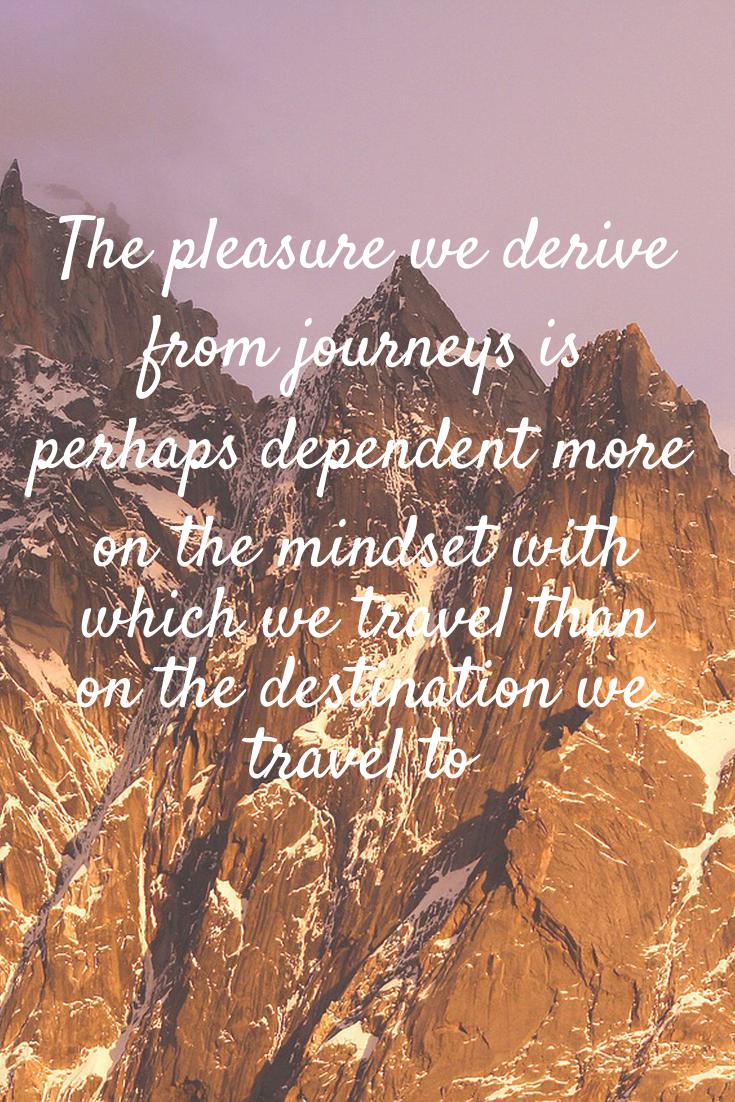 The pleasure we derive
from journeys is
perhaps dependent more
on the mindset with
which we travel than
on the destination we
travel to